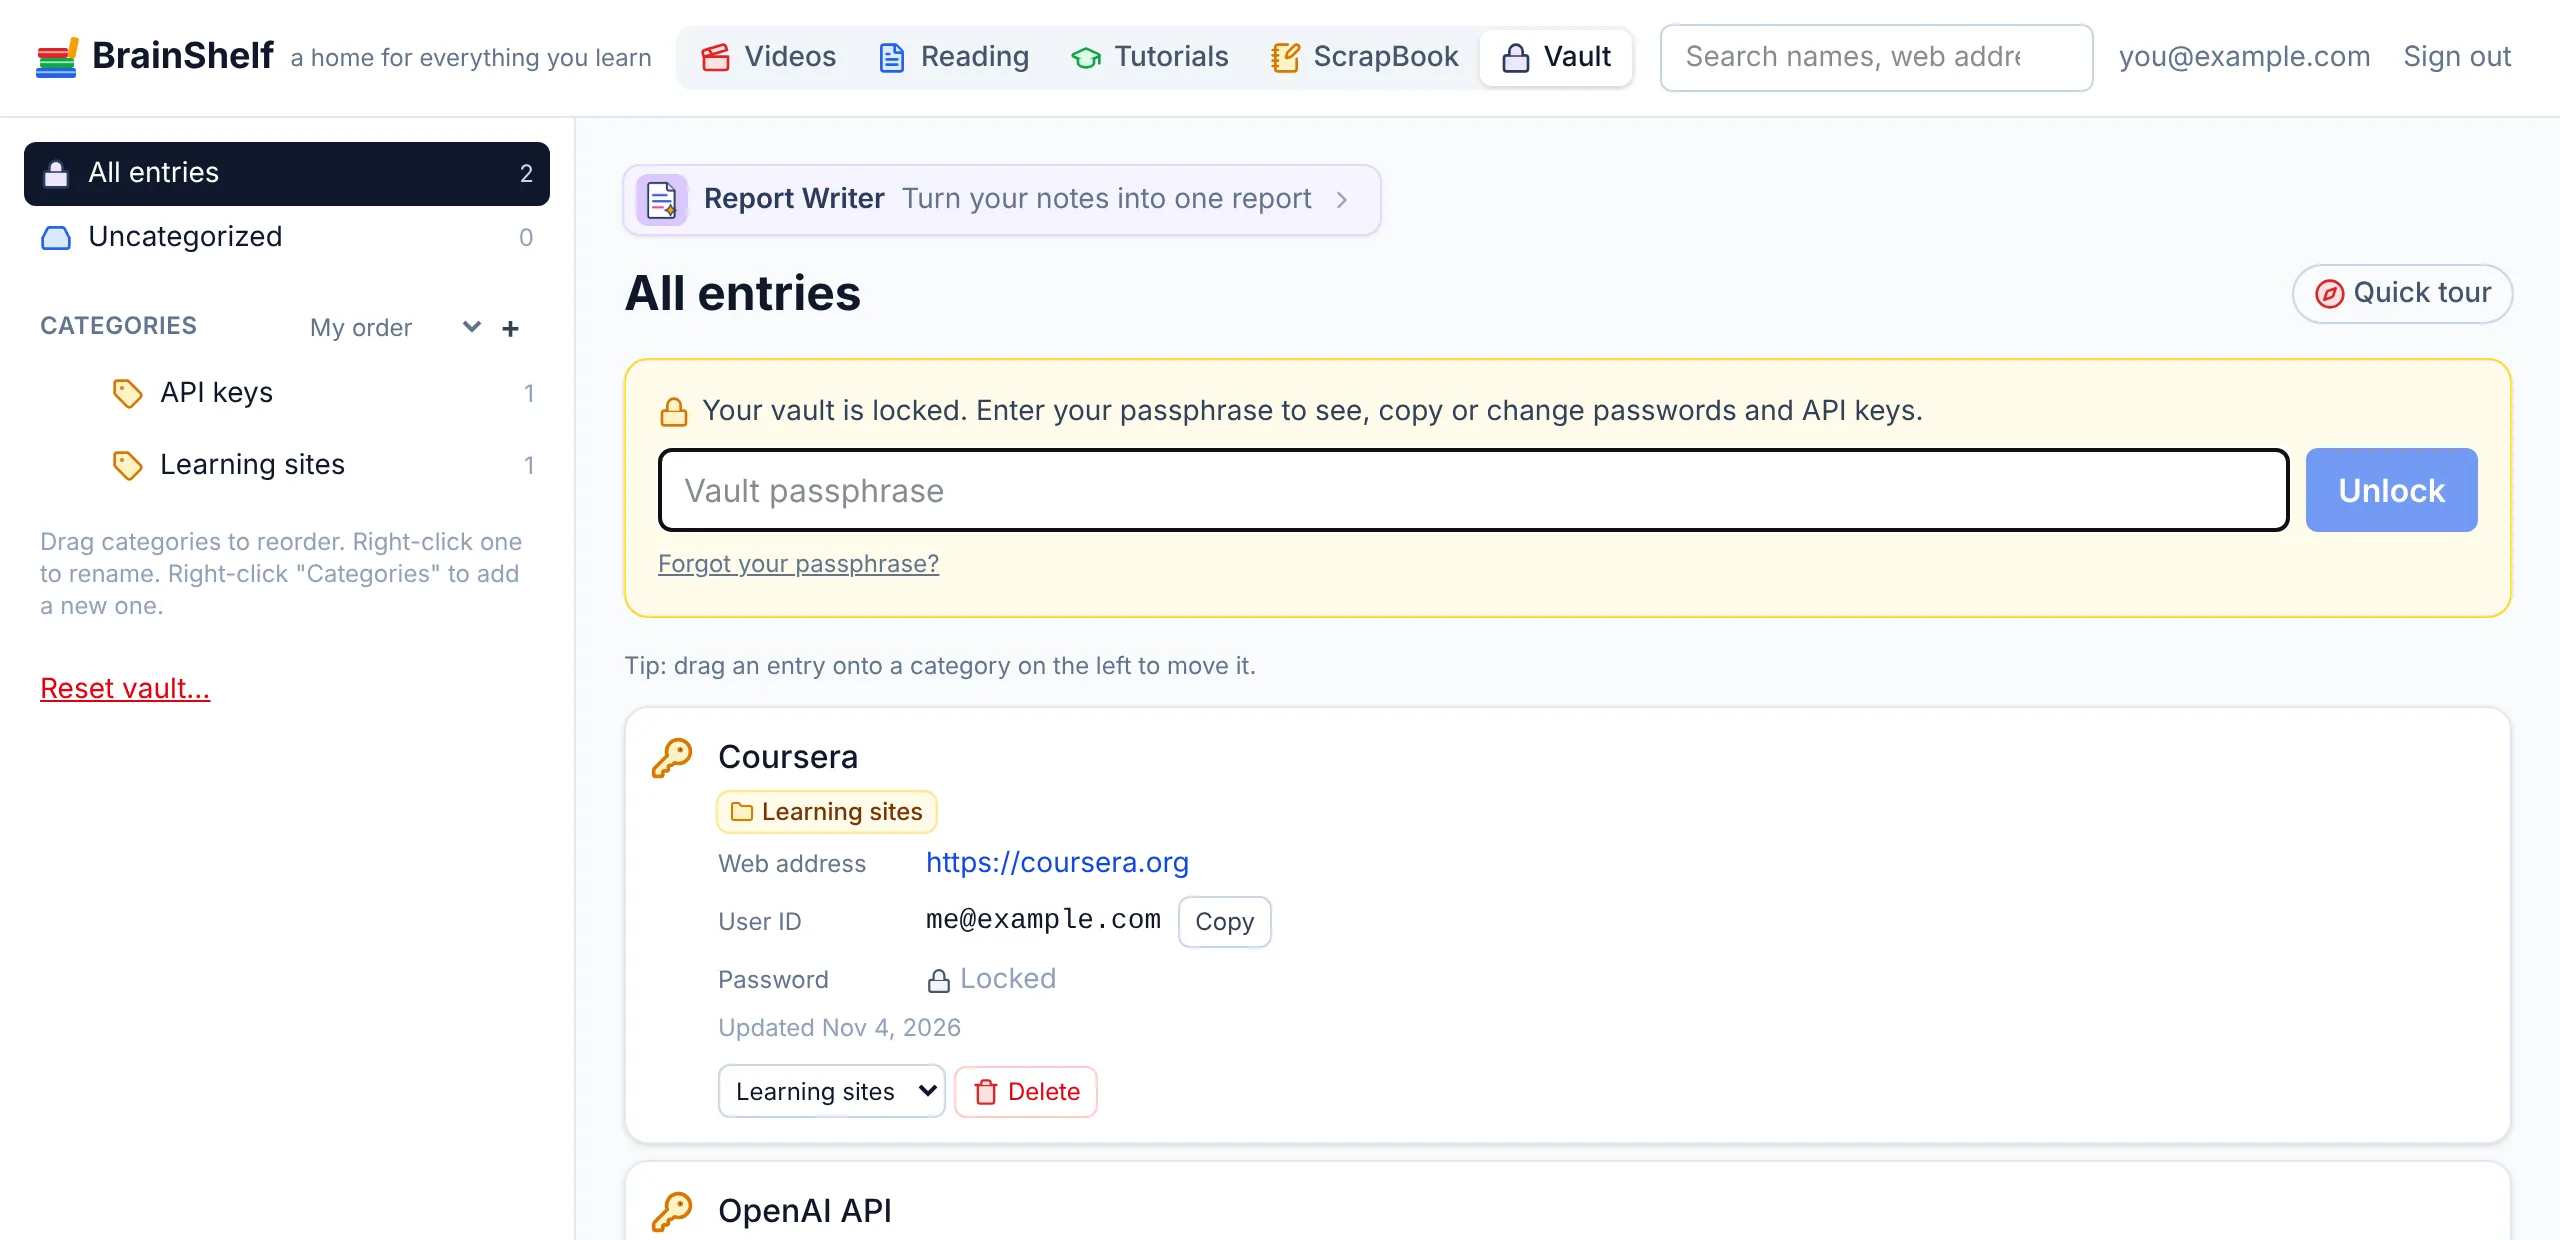 BrainShelf a home for everything you learn Videos Reading Tutorials ScrapBook Vault Search names, web addre you@example.com Sign out
All entries 2
Uncategorized 0
CATEGORIES My order +
API keys 1
Learning sites 1
Drag categories to reorder. Right-click one
to rename. Right-click "Categories" to add
a new one.
Reset vault...
Report Writer Turn your notes into one report
All entries
Quick tour
Your vault is locked. Enter your passphrase to see, copy or change passwords and API keys.
Vault passphrase
Unlock
Forgot your passphrase?
Tip: drag an entry onto a category on the left to move it.
Coursera
Learning sites
Web address https://coursera.org
User ID me@example.com Copy
Password Locked
Updated Nov 4, 2026
Learning sites Delete
OpenAI API